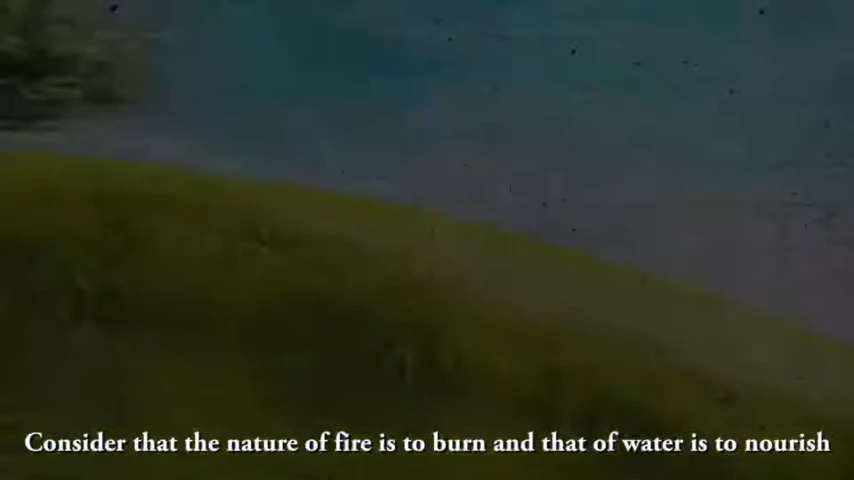 Consider that the nature of fire is to burn and that of water is to nourish